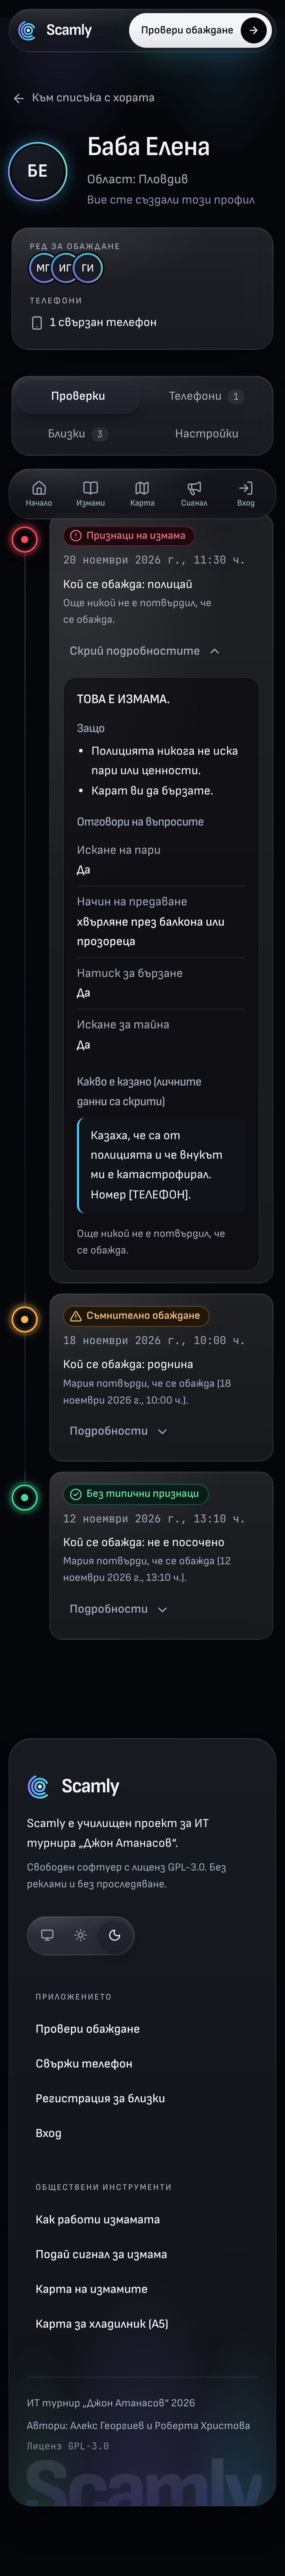 Scamly
Провери обаждане
Към списъка с хората
БЕ
Баба Елена
Област: Пловдив
Вие сте създали този профил
РЕД ЗА ОБАЖДАНЕ
МГ ИГ ГИ
ТЕЛЕФОНИ
1 свързан телефон
Проверки
Телефони 1
Близки 3
Настройки
Начало Измами Карта Сигнал Вход
Признаци на измама
20 ноември 2026 г., 11:30 ч.
Кой се обажда: полицай
Още никой не е потвърдил, че
се обажда.
Скрий подробностите
ТОВА Е ИЗМАМА.
Защо
• Полицията никога не иска
пари или ценности.
• Карат ви да бързате.
Отговори на въпросите
Искане на пари
Да
Начин на предаване
хвърляне през балкона или
прозореца
Натиск за бързане
Да
Искане за тайна
Да
Какво е казано (личните
данни са скрити)
Казаха, че са от
полицията и че внукът
ми е катастрофирал.
Номер [ТЕЛЕФОН].
Още никой не е потвърдил, че
се обажда.
Съмнително обаждане
18 ноември 2026 г., 10:00 ч.
Кой се обажда: роднина
Мария потвърди, че се обажда (18
ноември 2026 г., 10:00 ч.).
Подробности
Без типични признаци
12 ноември 2026 г., 13:10 ч.
Кой се обажда: не е посочено
Мария потвърди, че се обажда (12
ноември 2026 г., 13:10 ч.).
Подробности
Scamly
Scamly е училищен проект за ИТ
турнира „Джон Атанасов“.
Свободен софтуер с лиценз GPL-3.0. Без
реклами и без проследяване.
ПРИЛОЖЕНИЕТО
Провери обаждане
Свържи телефон
Регистрация за близки
Вход
ОБЩЕСТВЕНИ ИНСТРУМЕНТИ
Как работи измамата
Подай сигнал за измама
Карта на измамите
Карта за хладилник (A5)
ИТ турнир „Джон Атанасов“ 2026
Автори: Алекс Георгиев и Роберта Христова
Лиценз GPL-3.0
Scamly